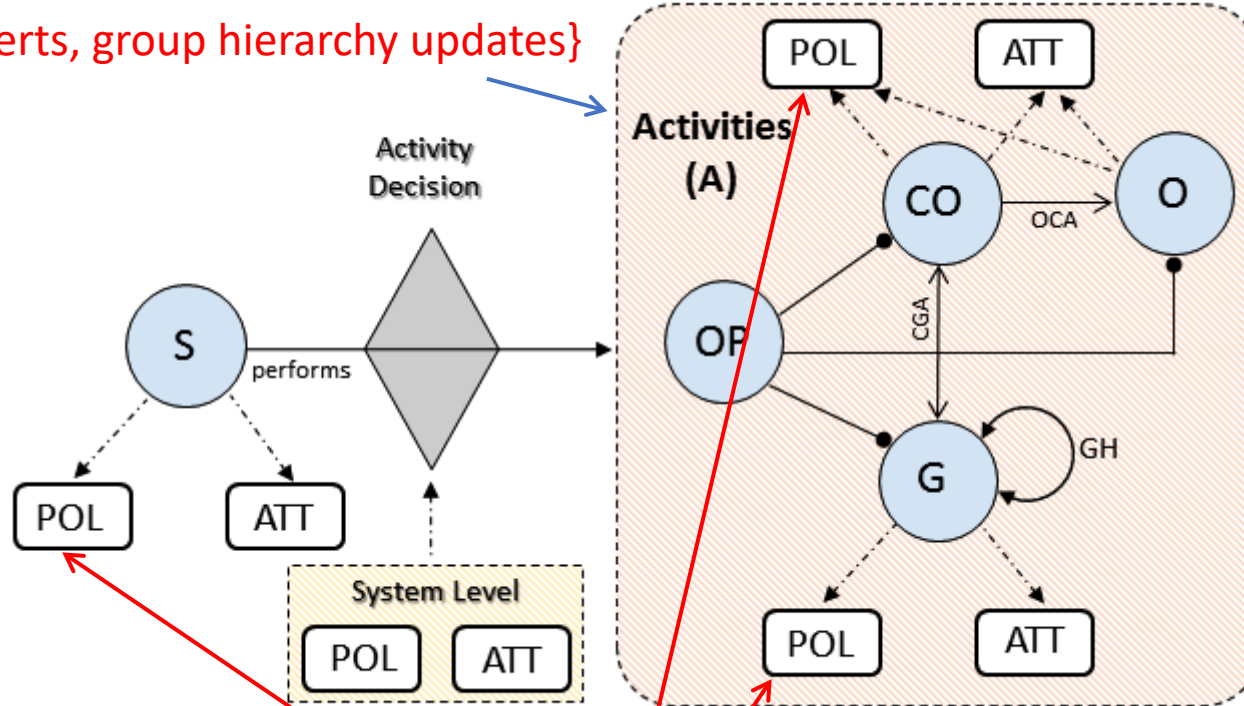 erts, group hierarchy updates}
POL
ATT
Activities
(A)
Activity
Decision
CO
O
OCA
S
performs
OP
CGA
G
GH
POL
ATT
System Level
POL
ATT
POL
ATT